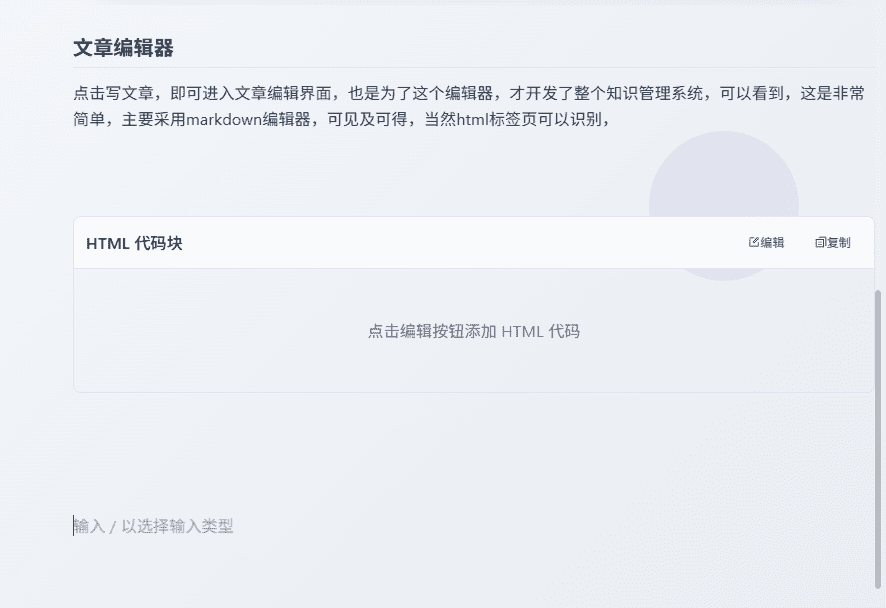 文章编辑器
点击写文章，即可进入文章编辑界面，也是为了这个编辑器，才开发了整个知识管理系统，可以看到，这是非常
简单，主要采用markdown编辑器，可见及可得，当然html标签页可以识别，
HTML 代码块
编辑 复制
点击编辑按钮添加 HTML 代码
输入 / 以选择输入类型